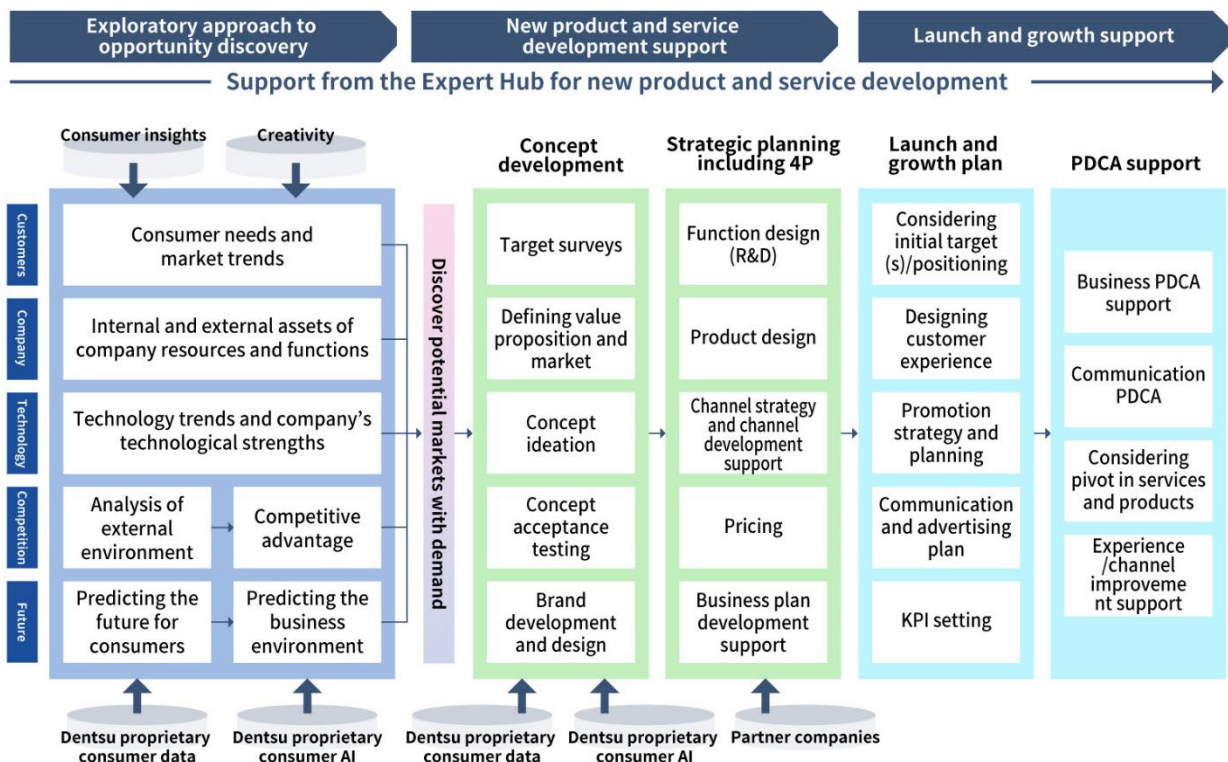 Exploratory approach to
opportunity discovery
New product and service
development support
Launch and growth support
Support from the Expert Hub for new product and service development
Consumer insights
Creativity
Customers
Consumer needs and
market trends
Company
Internal and external assets of
company resources and functions
Technology
Technology trends and company's
technological strengths
Competition
Analysis of
external
environment
Competitive
advantage
Future
Predicting the
future for
consumers
Predicting the
business
environment
Dentsu proprietary
consumer data
Dentsu proprietary
consumer AI
Discover potential markets with demand
Concept
development
Target surveys
Defining value
proposition and
market
Concept
ideation
Concept
acceptance
testing
Brand
development
and design
Dentsu proprietary
consumer data
Dentsu proprietary
consumer AI
Strategic planning
including 4P
Function design
(R&D)
Product design
Channel strategy
and channel
development
support
Pricing
Business plan
development
support
Partner companies
Launch and
growth plan
Considering
initial target
(s)/positioning
Designing
customer
experience
Promotion
strategy and
planning
Communication
and advertising
plan
KPI setting
PDCA support
Business PDCA
support
Communication
PDCA
Considering
pivot in services
and products
Experience
/channel
improveme
nt support